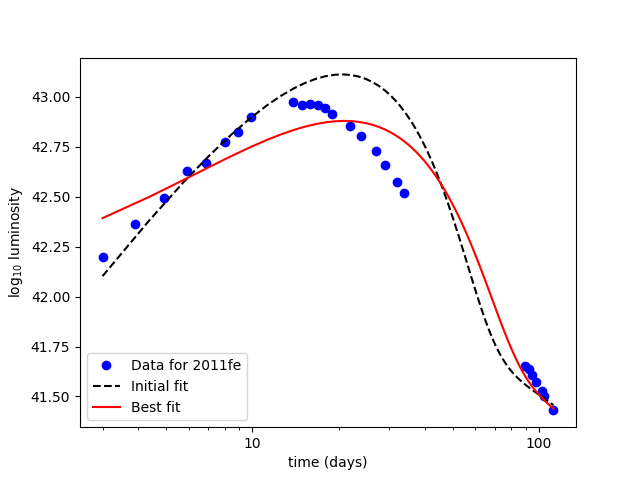 43.00
42.75
42.50
42.25
42.00
41.75
41.50
log₁₀ luminosity
Data for 2011fe
Initial fit
Best fit
10
100
time (days)